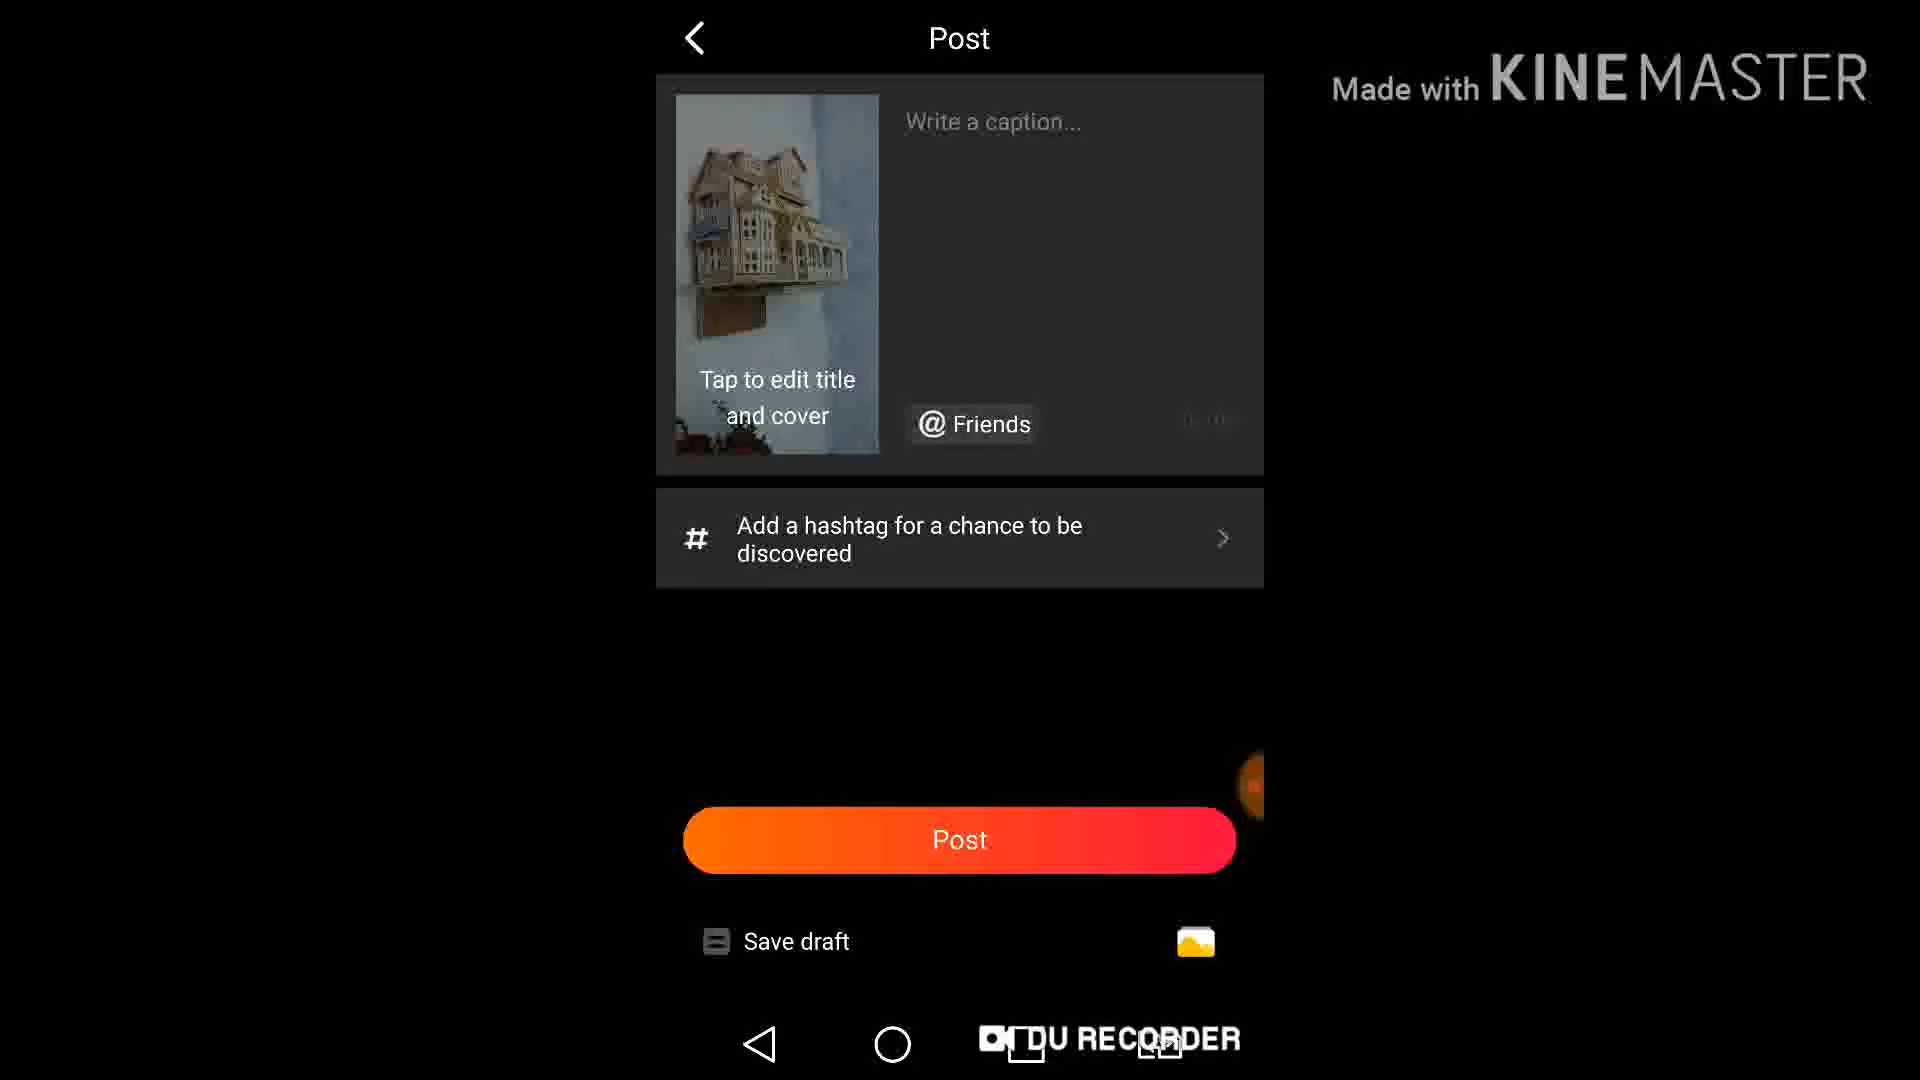 Post
Made with KINEMASTER
Write a caption...
Tap to edit title
and cover
@ Friends
# Add a hashtag for a chance to be
discovered
Post
Save draft
DU RECORDER